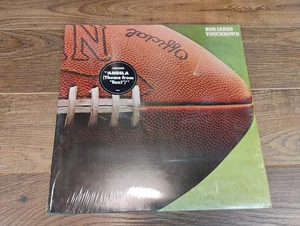 BOB JAMES
TOUCHDOWN
N
Official
"ANGELA
(Theme from
"Taxi")"